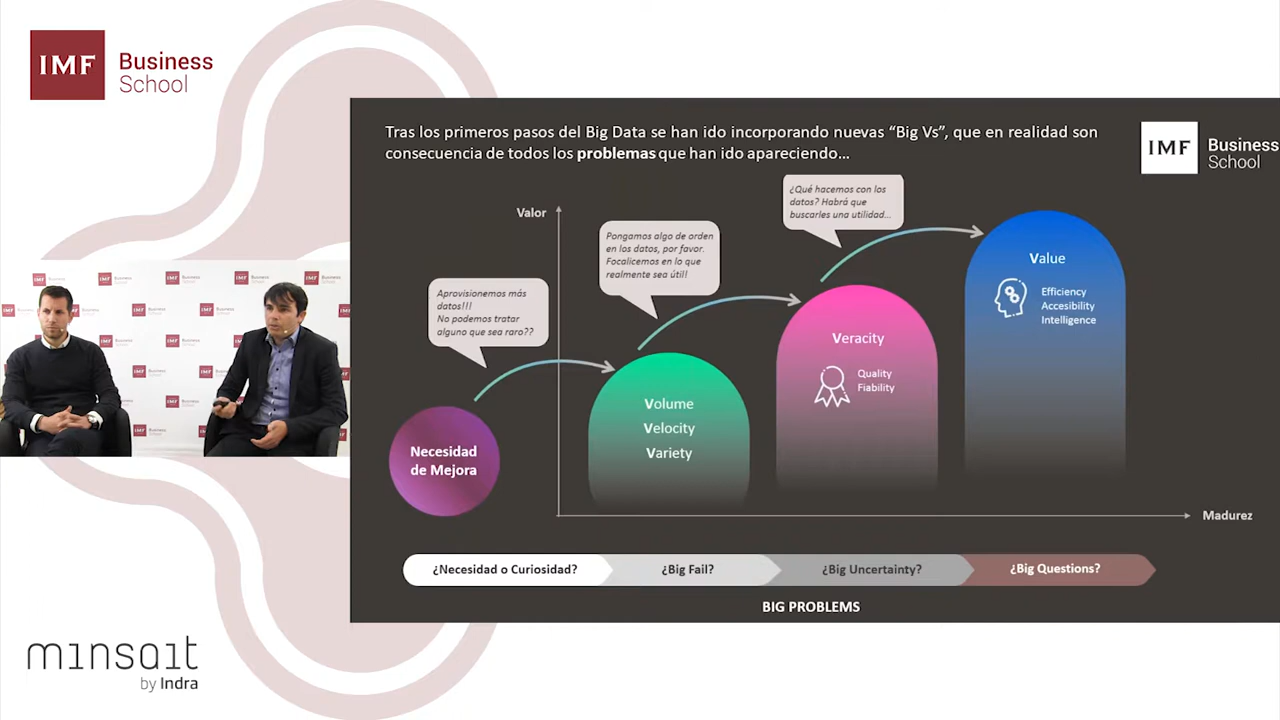 IMF Business
School
Tras los primeros pasos del Big Data se han ido incorporando nuevas “Big Vs”, que en realidad son
consecuencia de todos los problemas que han ido apareciendo...
IMF Business
School
Valor
¿Qué hacemos con los
datos? Habrá que
buscarles una utilidad...
Pongamos algo de orden
en los datos, por favor.
Focalicemos en lo que
realmente sea útil!
Aprovisionemos más
datos!!!
No podemos tratar
alguno que sea raro??
Necesidad
de Mejora
Volume
Velocity
Variety
Veracity
Quality
Fiability
Value
Efficiency
Accesibility
Intelligence
Madurez
¿Necesidad o Curiosidad?
¿Big Fail?
¿Big Uncertainty?
¿Big Questions?
BIG PROBLEMS
minsait
by Indra